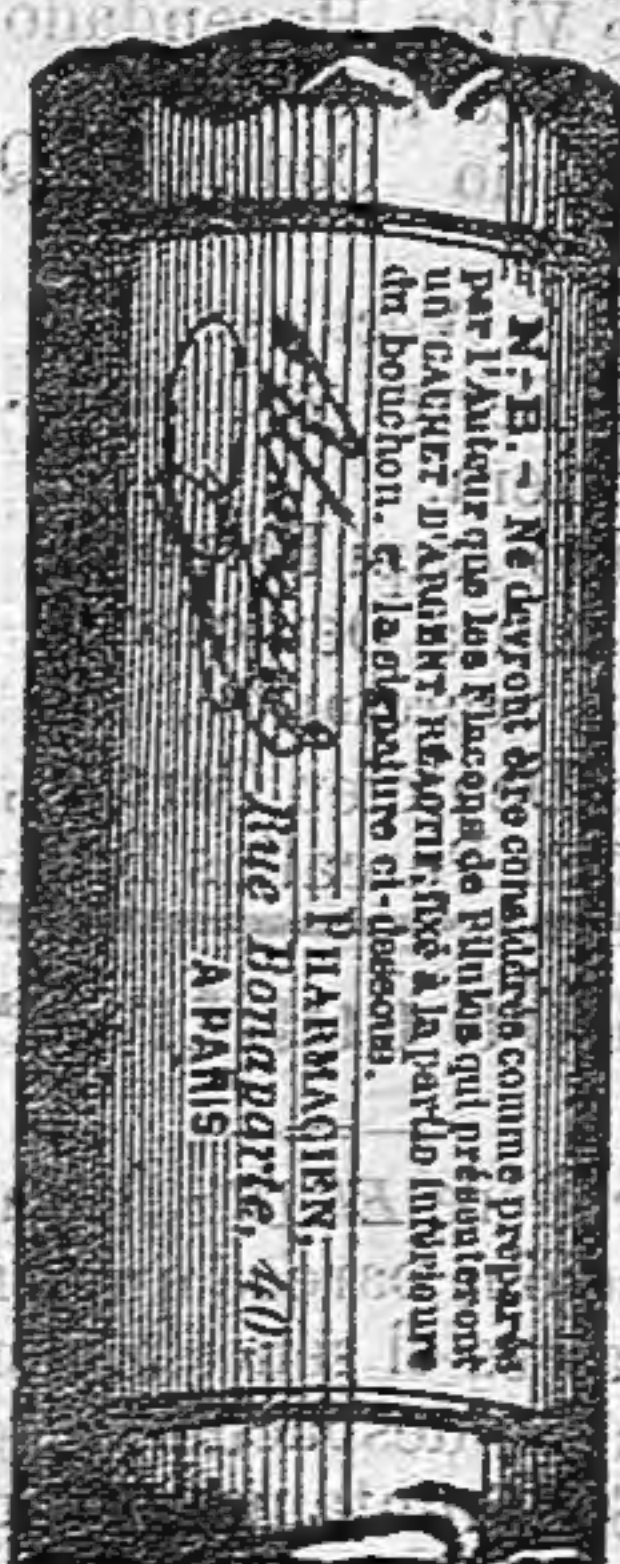 N.-B. - Ne devront être considérés comme préparés
par l'Auteur que les Flacons de Pilules qui présenteront
un CACHET D'ARGENT RÉACTIF, fixé à la partie inférieure
du bouchon. et la signature ci-dessous.
PHARMACIEN,
Rue Bonaparte, 40.
A PARIS